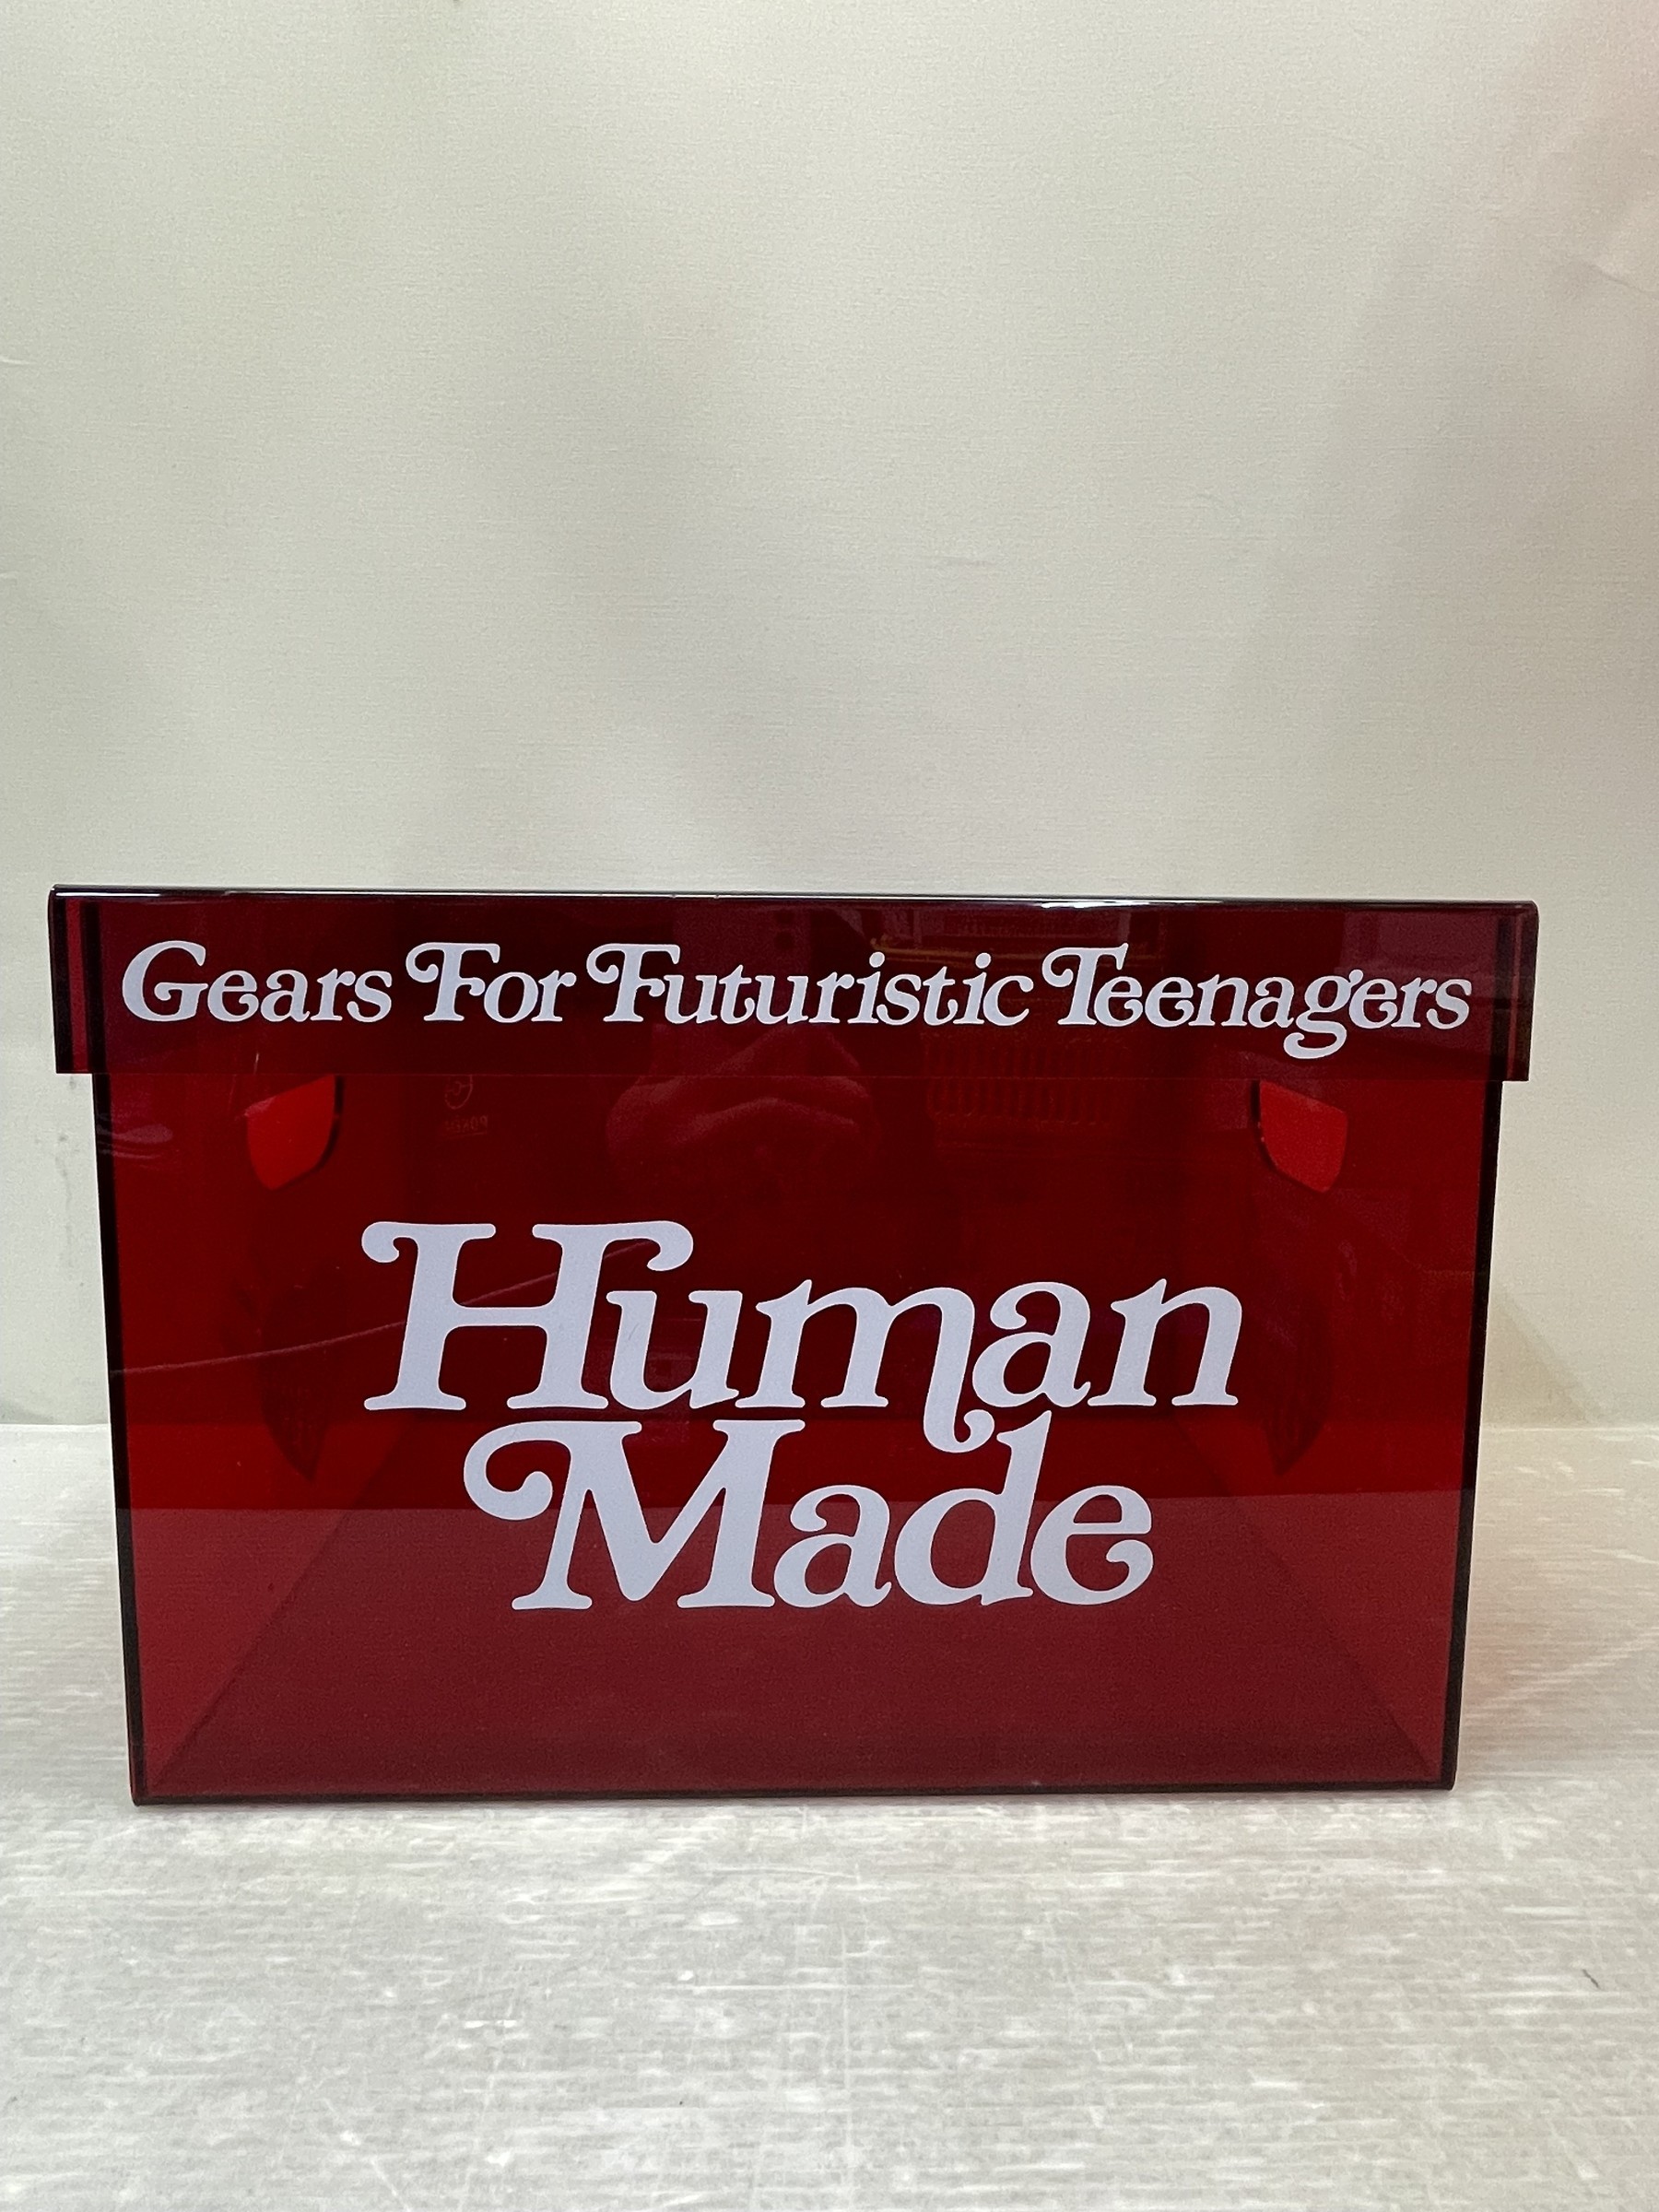 Gears For Futuristic Teenagers
Human
Made